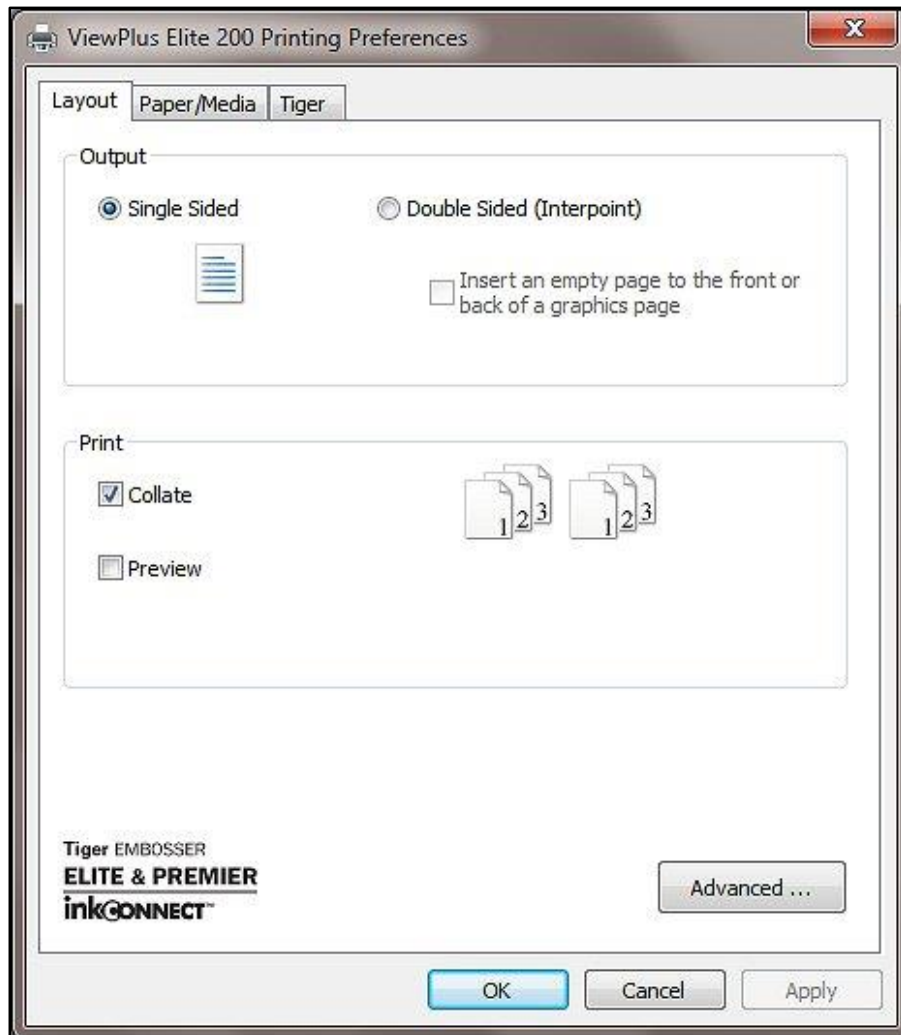 ViewPlus Elite 200 Printing Preferences
Layout Paper/Media Tiger
Output
Single Sided Double Sided (Interpoint)
Insert an empty page to the front or
back of a graphics page
Print
Collate
1 2 3 1 2 3
Preview
Tiger EMBOSSER
ELITE & PREMIER
inkCONNECT™
Advanced ...
OK Cancel Apply